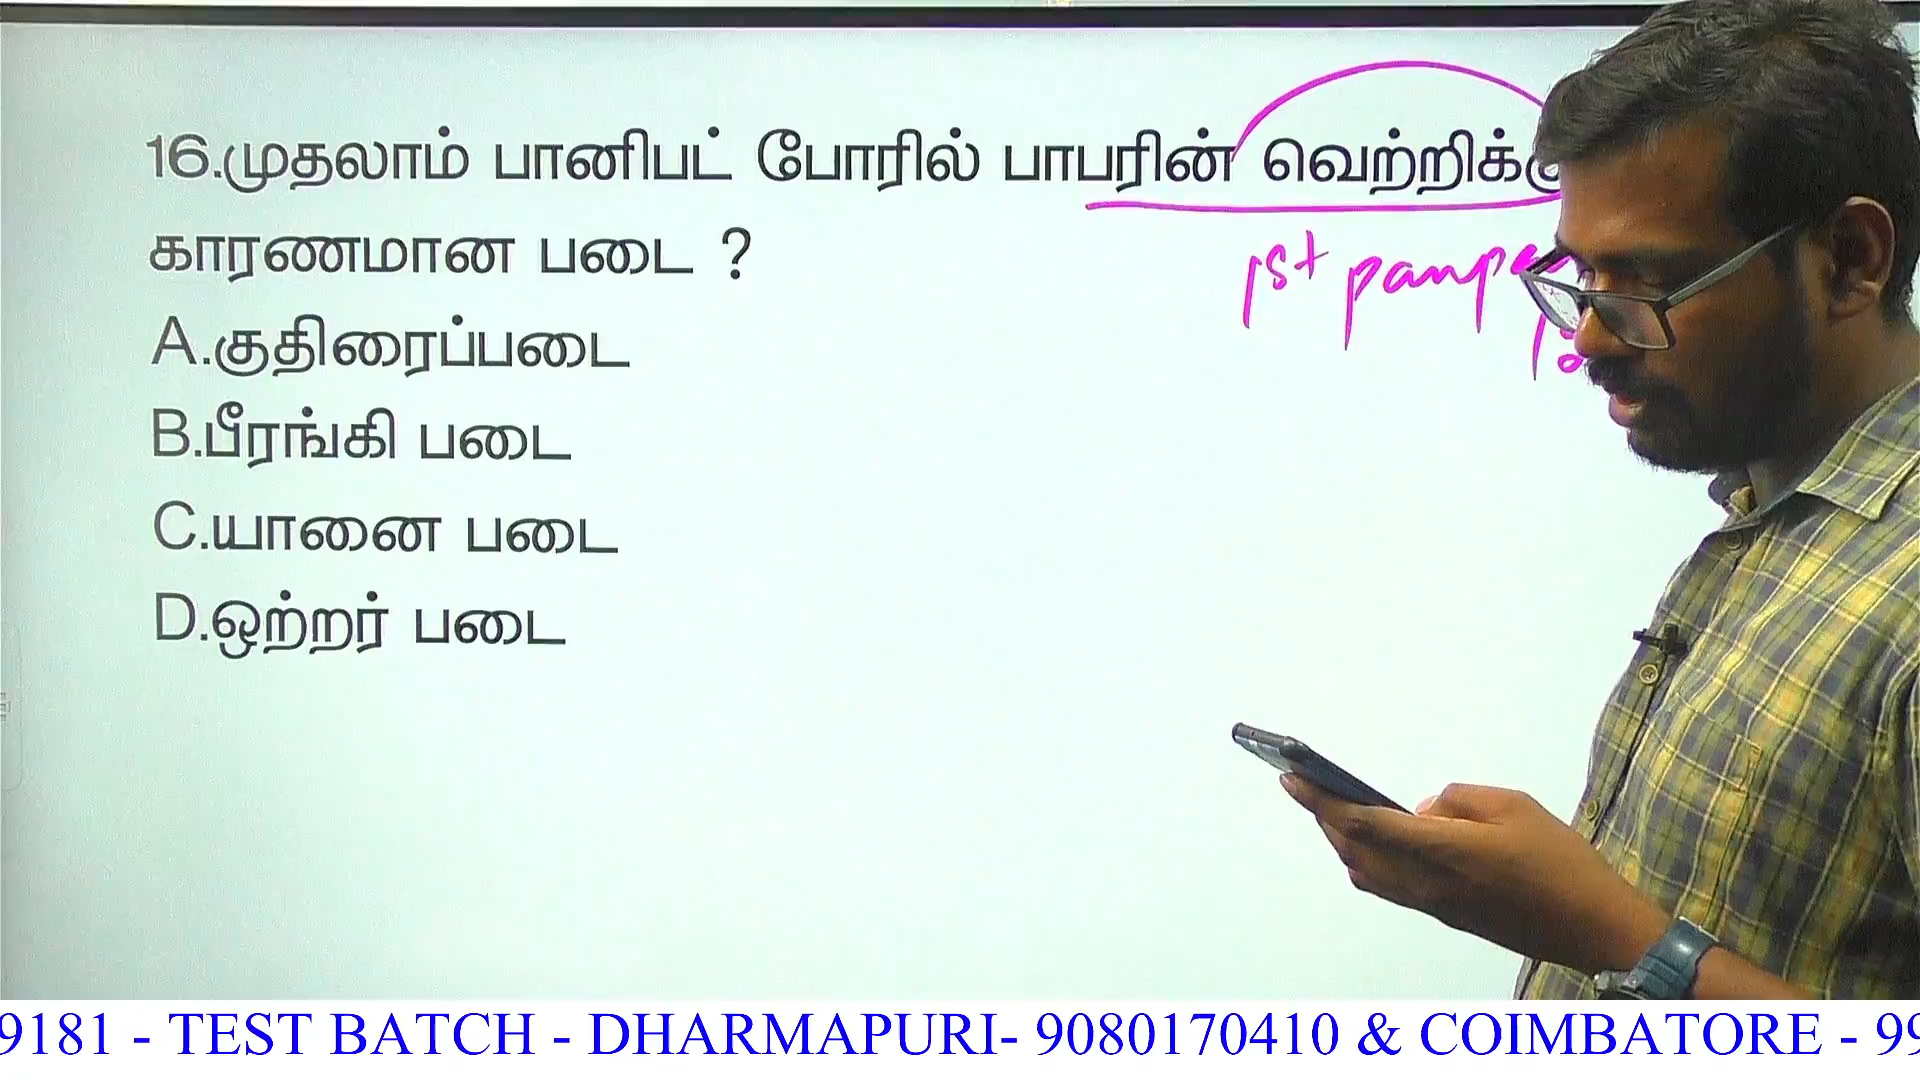 16.முதலாம் பானிபட் போரில் பாபரின்
காரணமான படை ?
1st
A.குதிரைப்படை
B.பீரங்கி படை
C.யானை படை
D.ஒற்றர் படை
9181 - TEST BATCH - DHARMAPURI- 9080170410 & COIMBATORE - 99